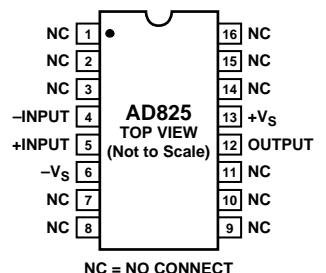 NC 1 16 NC
NC 2 15 NC
NC 3 14 NC
–INPUT 4 AD825 13 +VS
+INPUT 5 TOP VIEW 12 OUTPUT
–VS 6 (Not to Scale) 11 NC
NC 7 10 NC
NC 8 9 NC
NC = NO CONNECT